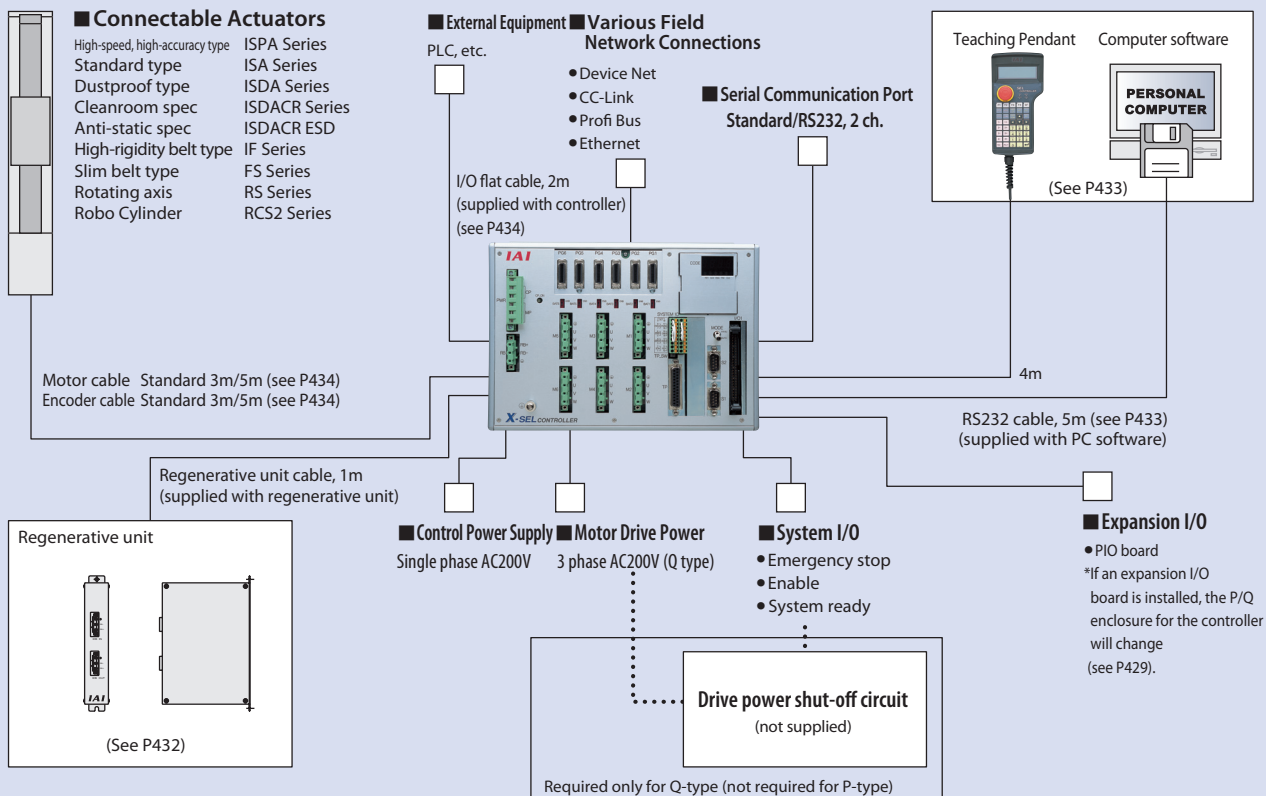 ■ Connectable Actuators
High-speed, high-accuracy type ISPA Series
Standard type ISA Series
Dustproof type ISDA Series
Cleanroom spec ISDACR Series
Anti-static spec ISDACR ESD
High-rigidity belt type IF Series
Slim belt type FS Series
Rotating axis RS Series
Robo Cylinder RCS2 Series
■ External Equipment
PLC, etc.
■ Various Field
Network Connections
• Device Net
• CC-Link
• Profi Bus
• Ethernet
■ Serial Communication Port
Standard/RS232, 2 ch.
Teaching Pendant
Computer software
PERSONAL
COMPUTER
(See P433)
I/O flat cable, 2m
(supplied with controller)
(see P434)
IAI
PG6 PG5 PG4 PG3 PG2 PG1
CODE
MODE
X-SEL CONTROLLER
Motor cable Standard 3m/5m (see P434)
Encoder cable Standard 3m/5m (see P434)
4m
RS232 cable, 5m (see P433)
(supplied with PC software)
Regenerative unit cable, 1m
(supplied with regenerative unit)
Regenerative unit
IAI
(See P432)
■ Control Power Supply
Single phase AC200V
■ Motor Drive Power
3 phase AC200V (Q type)
■ System I/O
• Emergency stop
• Enable
• System ready
■ Expansion I/O
• PIO board
*If an expansion I/O
board is installed, the P/Q
enclosure for the controller
will change
(see P429).
Drive power shut-off circuit
(not supplied)
Required only for Q-type (not required for P-type)